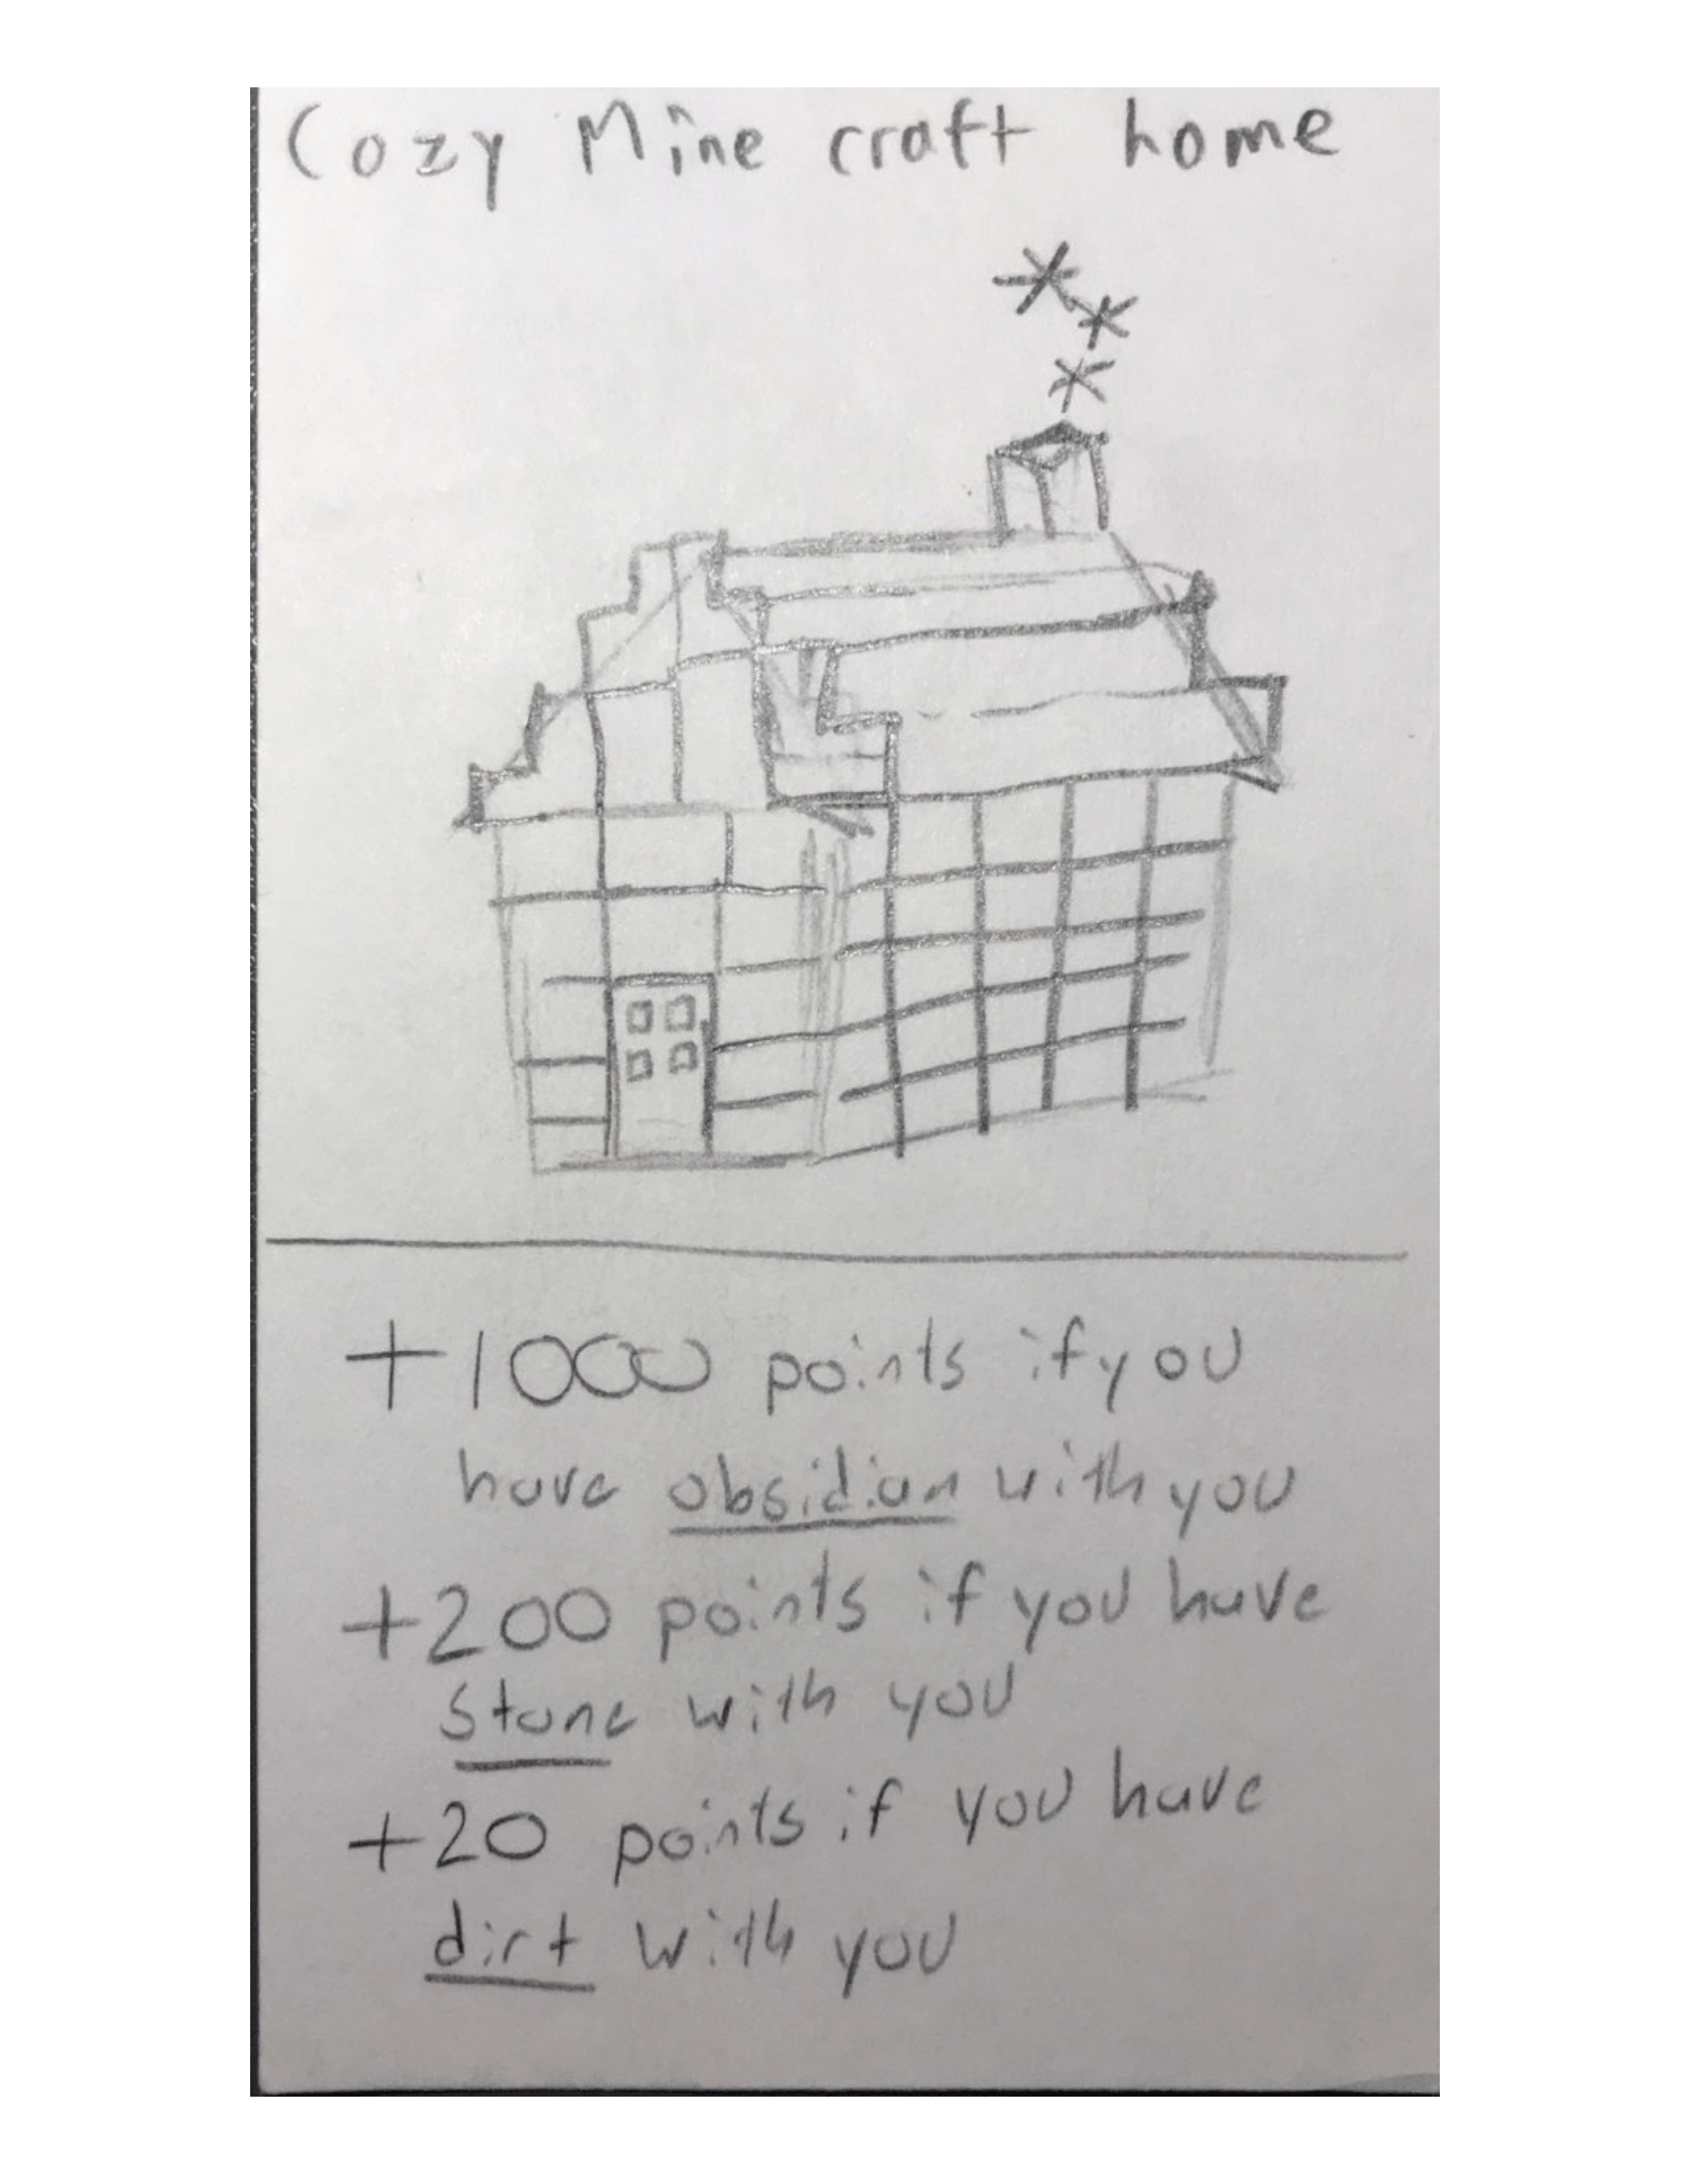 Cozy Mine craft home
+1000 points if you
have obsidian with you
+200 points if you have
stone with you
+20 points if you have
dirt with you